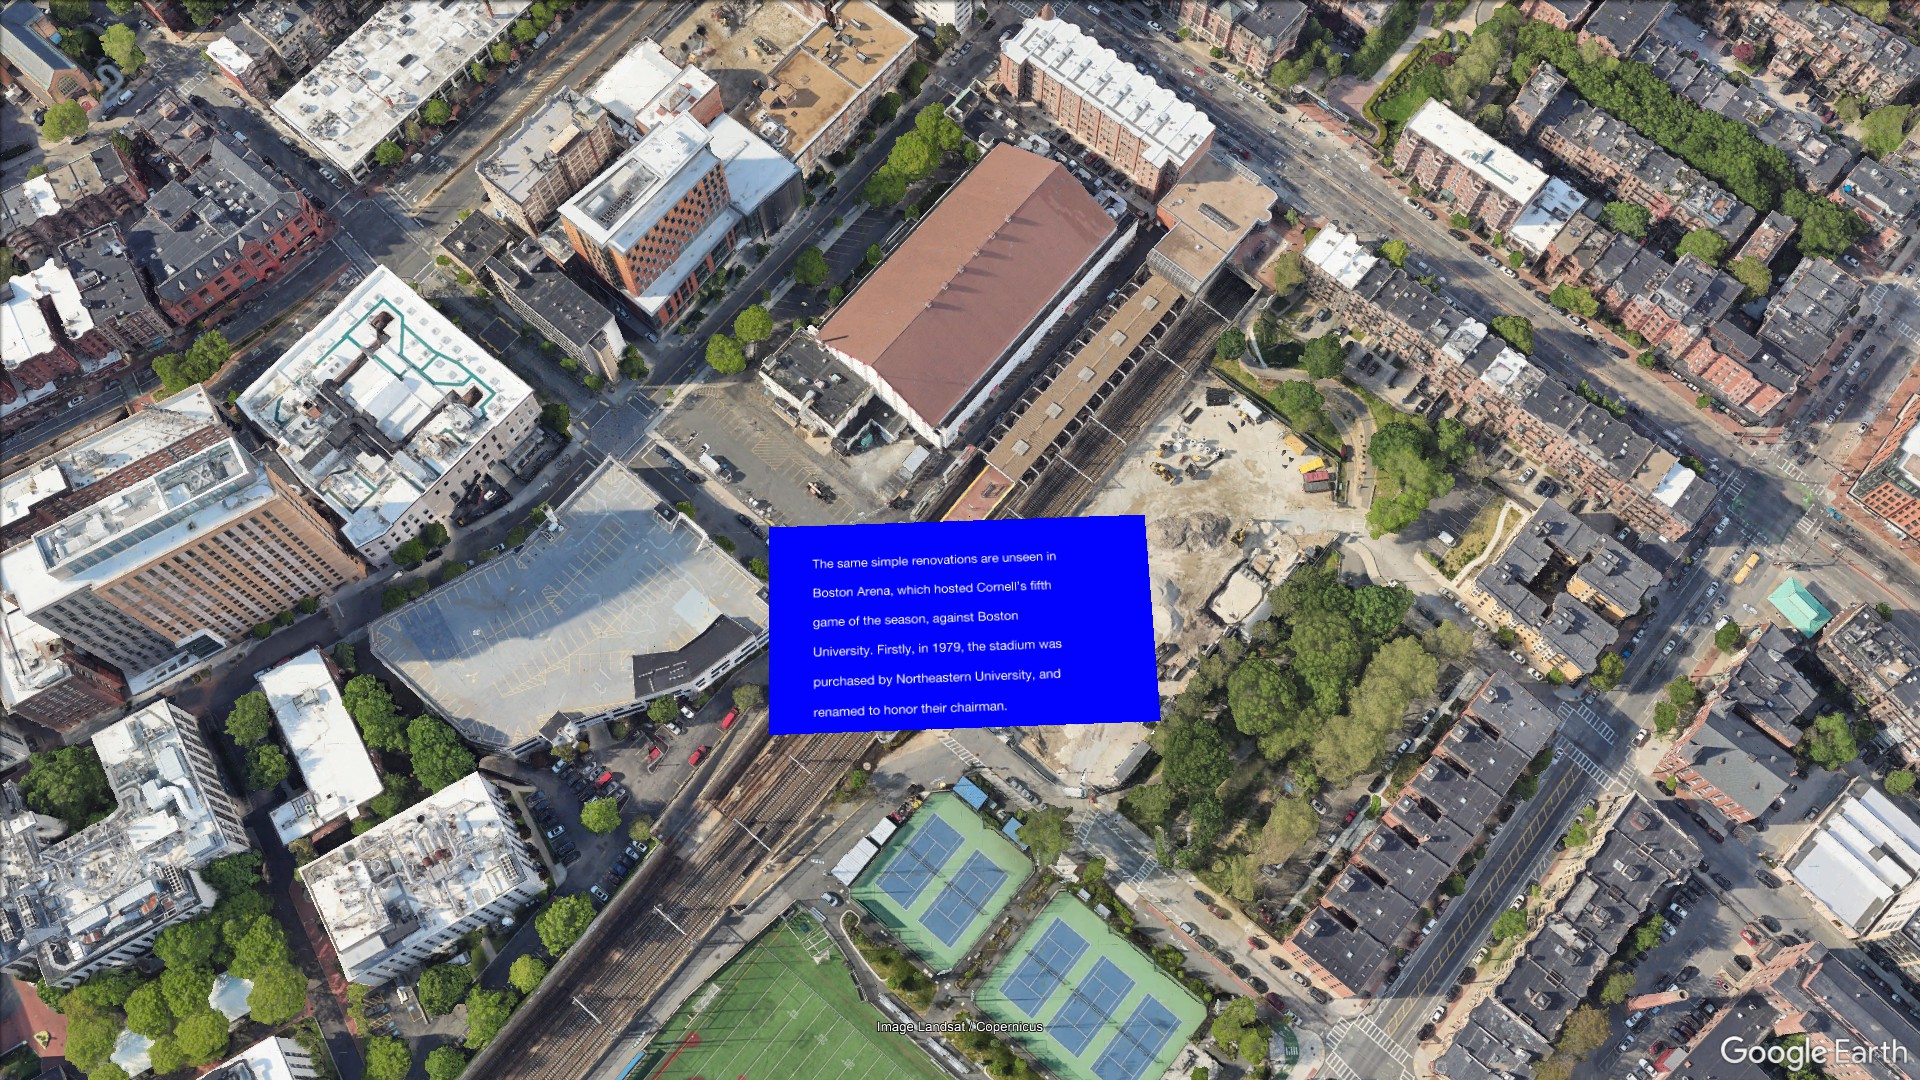 The same simple renovations are unseen in
Boston Arena, which hosted Cornell's fifth
game of the season, against Boston
University. Firstly, in 1979, the stadium was
purchased by Northeastern University, and
renamed to honor their chairman.
Image Landsat / Copernicus
Google Earth